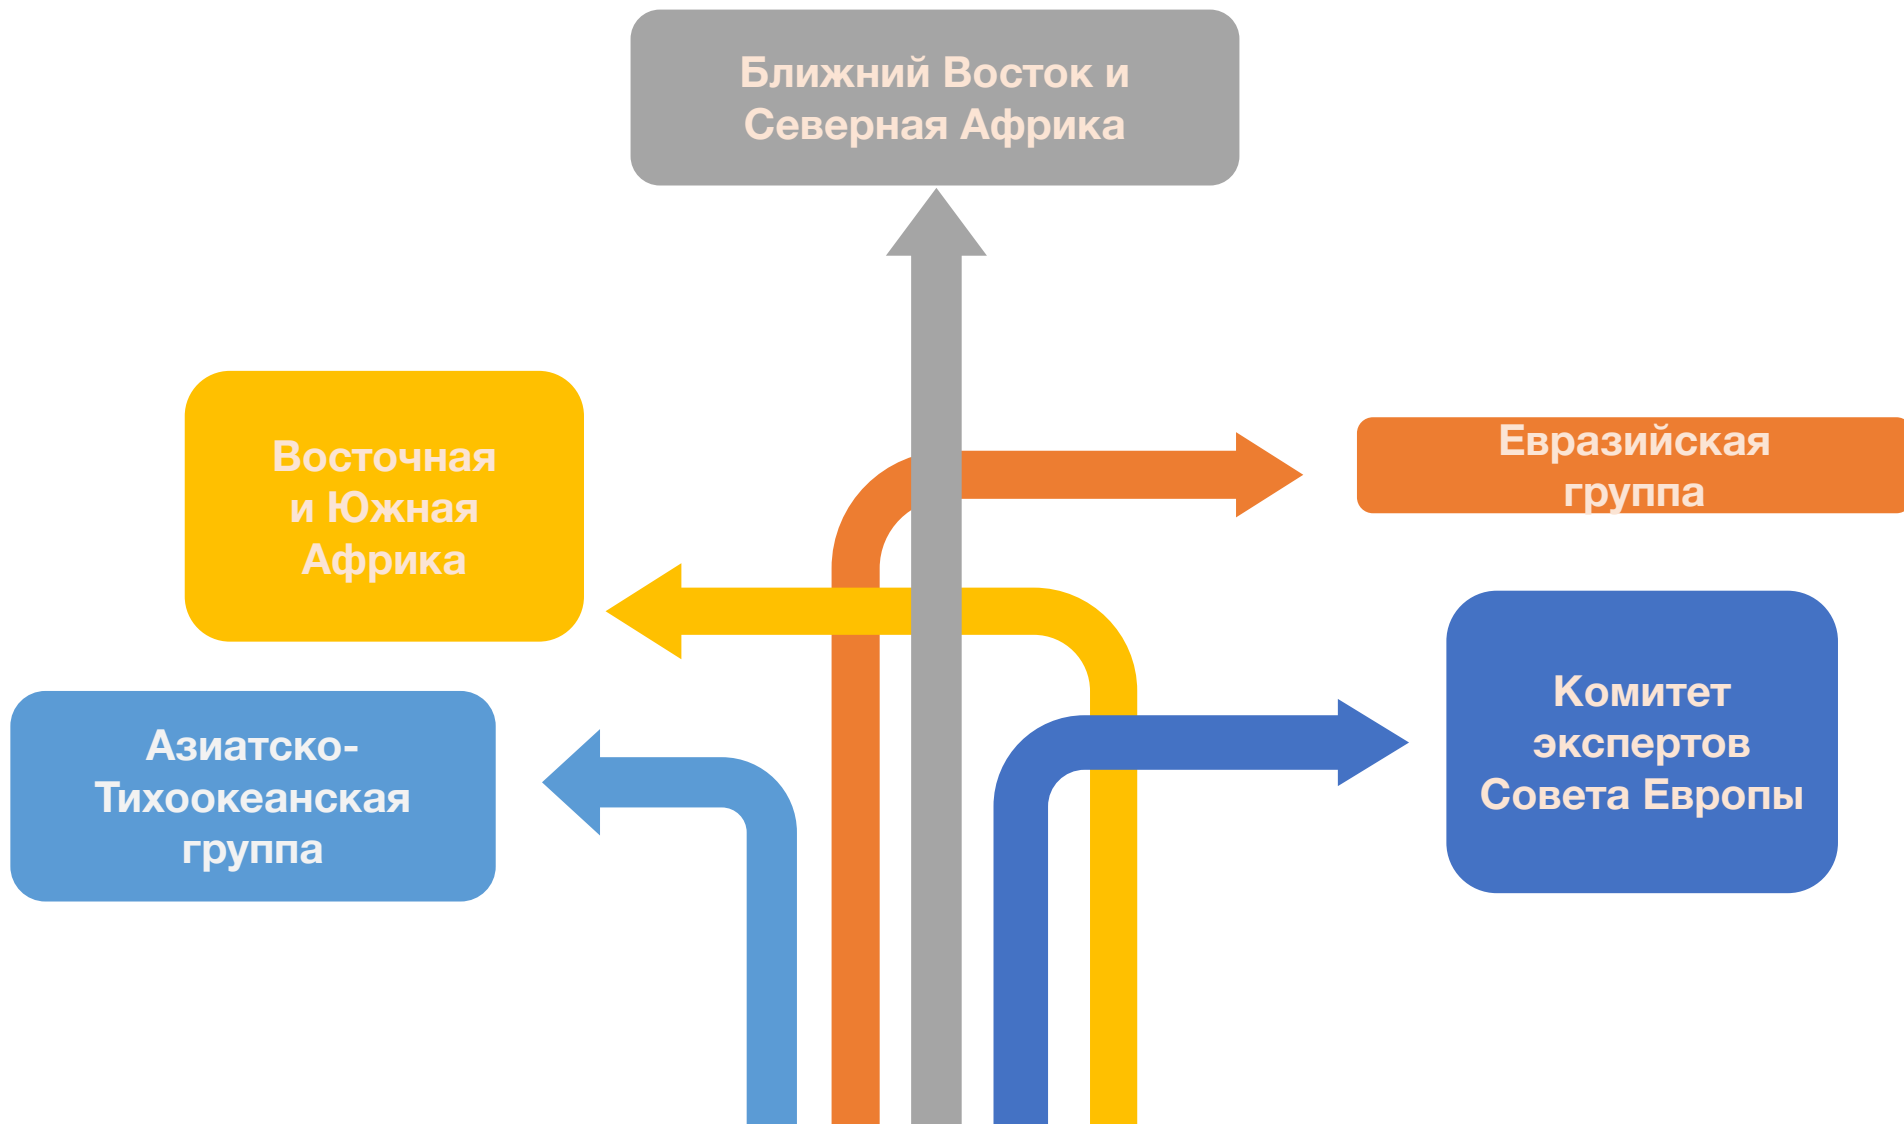 Ближний Восток и
Северная Африка
Восточная
и Южная
Африка
Евразийская
группа
Азиатско-
Тихоокеанская
группа
Комитет
экспертов
Совета Европы